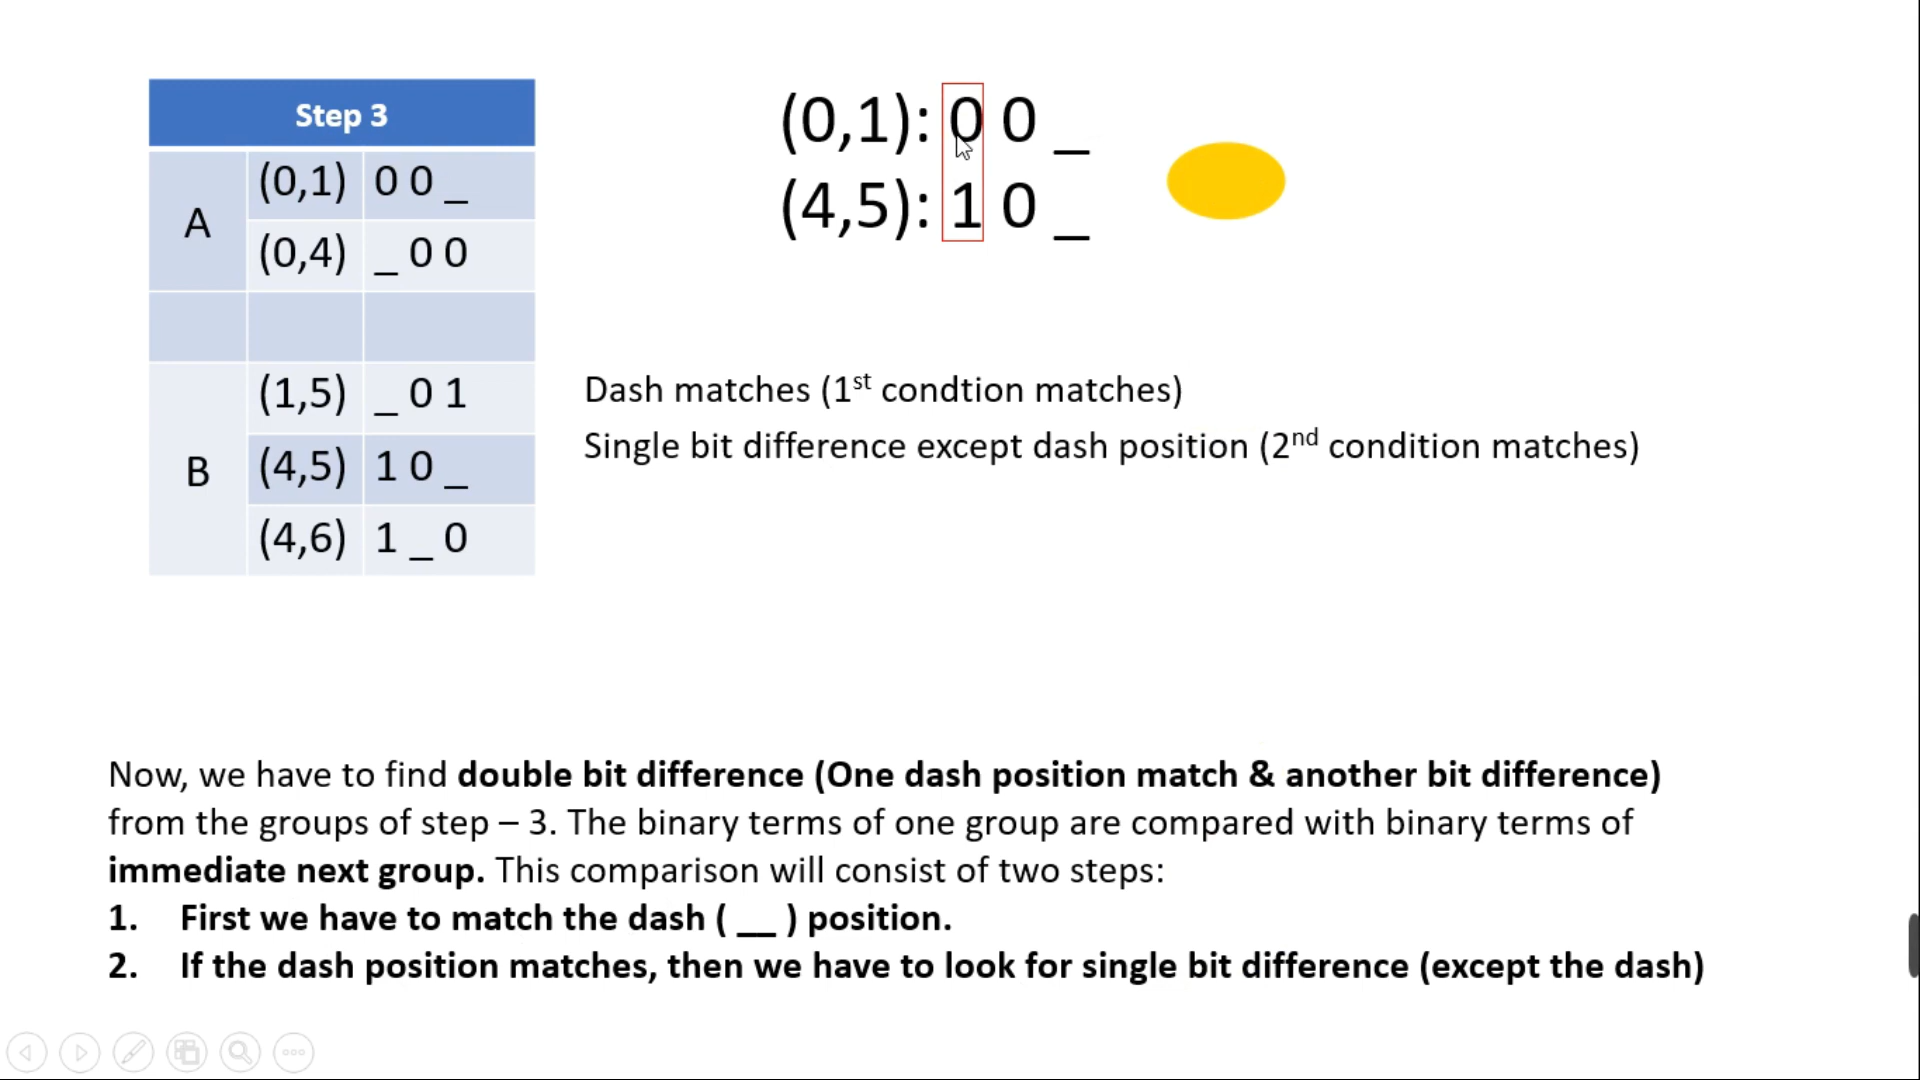 Step 3
A
(0,1) 0 0 _
(0,4) _ 0 0
B
(1,5) _ 0 1
(4,5) 1 0 _
(4,6) 1 _ 0
(0,1): 0 0 _
(4,5): 1 0 _
Dash matches (1st condtion matches)
Single bit difference except dash position (2nd condition matches)
Now, we have to find double bit difference (One dash position match & another bit difference)
from the groups of step – 3. The binary terms of one group are compared with binary terms of
immediate next group. This comparison will consist of two steps:
1. First we have to match the dash ( __ ) position.
2. If the dash position matches, then we have to look for single bit difference (except the dash)